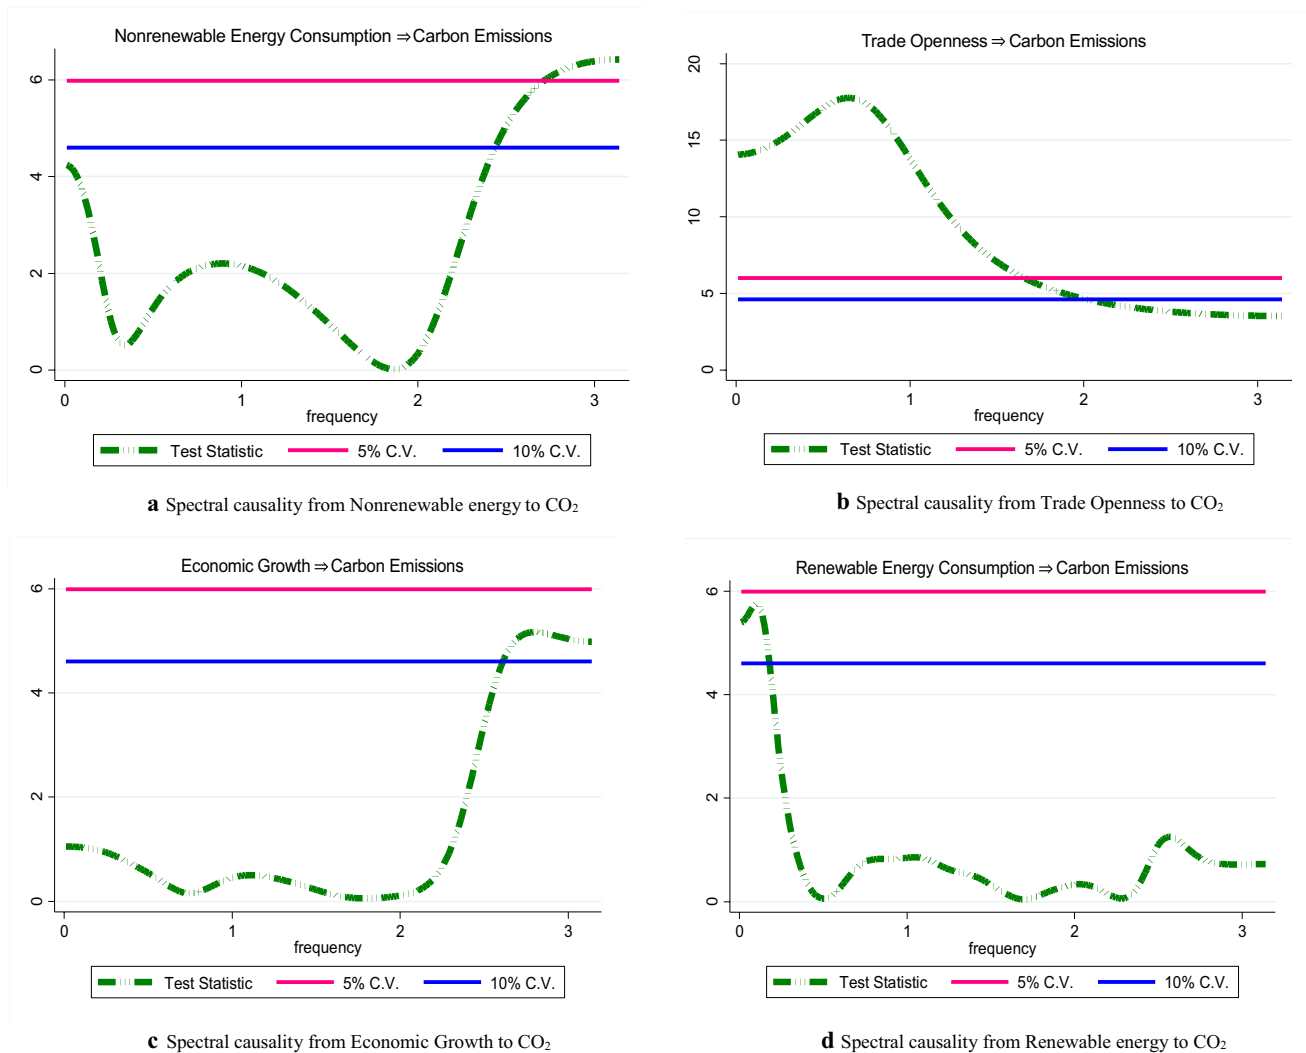 Nonrenewable Energy Consumption ⇒ Carbon Emissions
6
4
2
0
0 1 2 3
frequency
Test Statistic 5% C.V. 10% C.V.
a Spectral causality from Nonrenewable energy to CO₂
Trade Openness ⇒ Carbon Emissions
20
15
10
5
0
0 1 2 3
frequency
Test Statistic 5% C.V. 10% C.V.
b Spectral causality from Trade Openness to CO₂
Economic Growth ⇒ Carbon Emissions
6
4
2
0
0 1 2 3
frequency
Test Statistic 5% C.V. 10% C.V.
c Spectral causality from Economic Growth to CO₂
Renewable Energy Consumption ⇒ Carbon Emissions
6
4
2
0
0 1 2 3
frequency
Test Statistic 5% C.V. 10% C.V.
d Spectral causality from Renewable energy to CO₂